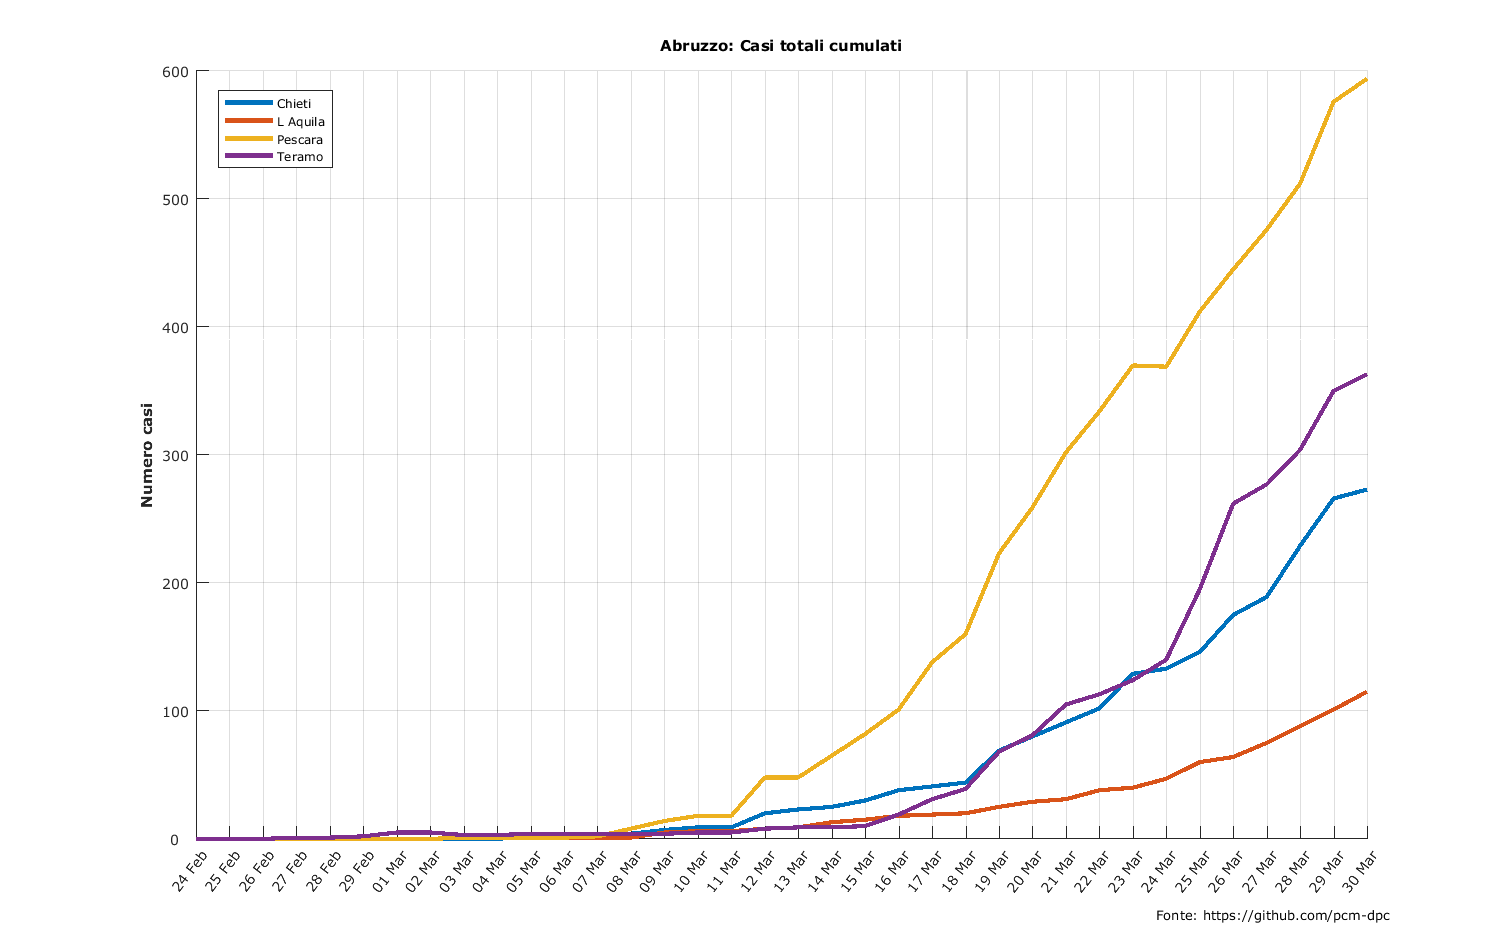 Abruzzo: Casi totali cumulati
600
500
400
300
200
100
0
Numero casi
Chieti
L Aquila
Pescara
Teramo
24 Feb
25 Feb
26 Feb
27 Feb
28 Feb
29 Feb
01 Mar
02 Mar
03 Mar
04 Mar
05 Mar
06 Mar
07 Mar
08 Mar
09 Mar
10 Mar
11 Mar
12 Mar
13 Mar
14 Mar
15 Mar
16 Mar
17 Mar
18 Mar
19 Mar
20 Mar
21 Mar
22 Mar
23 Mar
24 Mar
25 Mar
26 Mar
27 Mar
28 Mar
29 Mar
30 Mar
Fonte: https://github.com/pcm-dpc